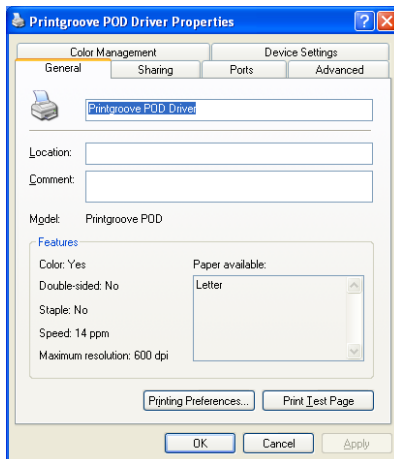 Printgroove POD Driver Properties
?
X
Color Management
Device Settings
General
Sharing
Ports
Advanced
Printgroove POD Driver
Location:
Comment:
Model: Printgroove POD
Features
Color: Yes
Paper available:
Double-sided: No
Letter
Staple: No
Speed: 14 ppm
Maximum resolution: 600 dpi
Printing Preferences...
Print Test Page
OK
Cancel
Apply